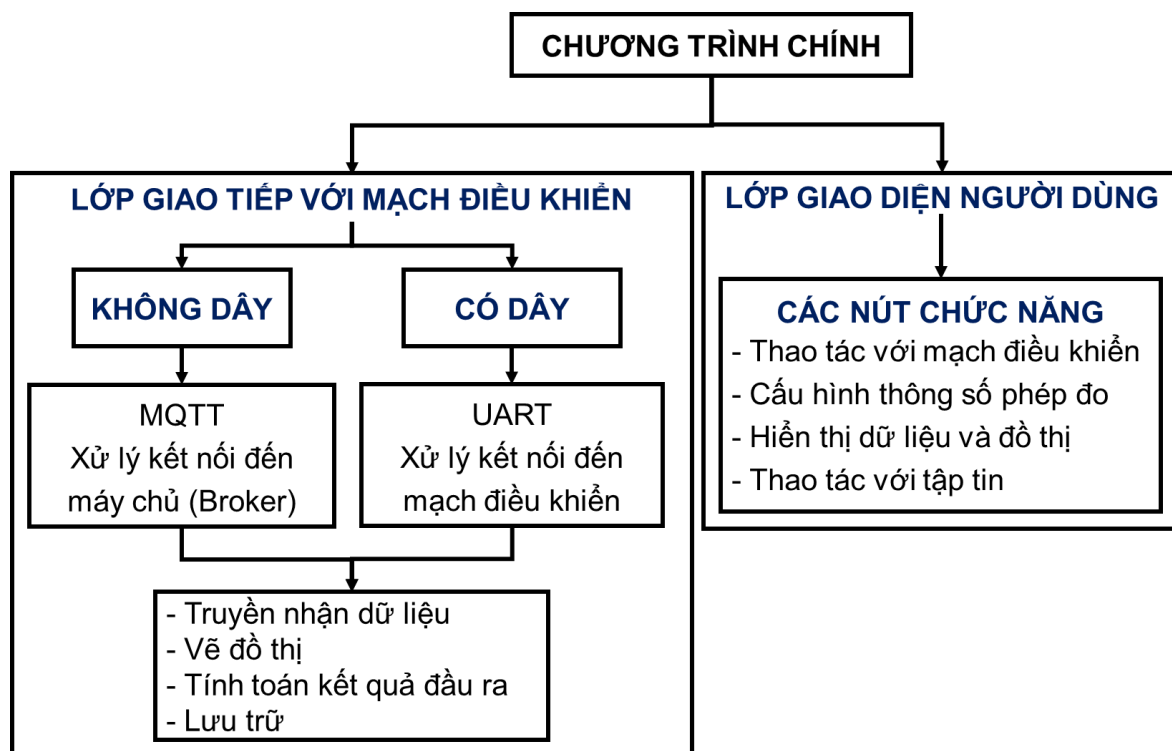 CHƯƠNG TRÌNH CHÍNH
LỚP GIAO TIẾP VỚI MẠCH ĐIỀU KHIỂN
KHÔNG DÂY
CÓ DÂY
MQTT
Xử lý kết nối đến
máy chủ (Broker)
UART
Xử lý kết nối đến
mạch điều khiển
- Truyền nhận dữ liệu
- Vẽ đồ thị
- Tính toán kết quả đầu ra
- Lưu trữ
LỚP GIAO DIỆN NGƯỜI DÙNG
CÁC NÚT CHỨC NĂNG
- Thao tác với mạch điều khiển
- Cấu hình thông số phép đo
- Hiển thị dữ liệu và đồ thị
- Thao tác với tập tin